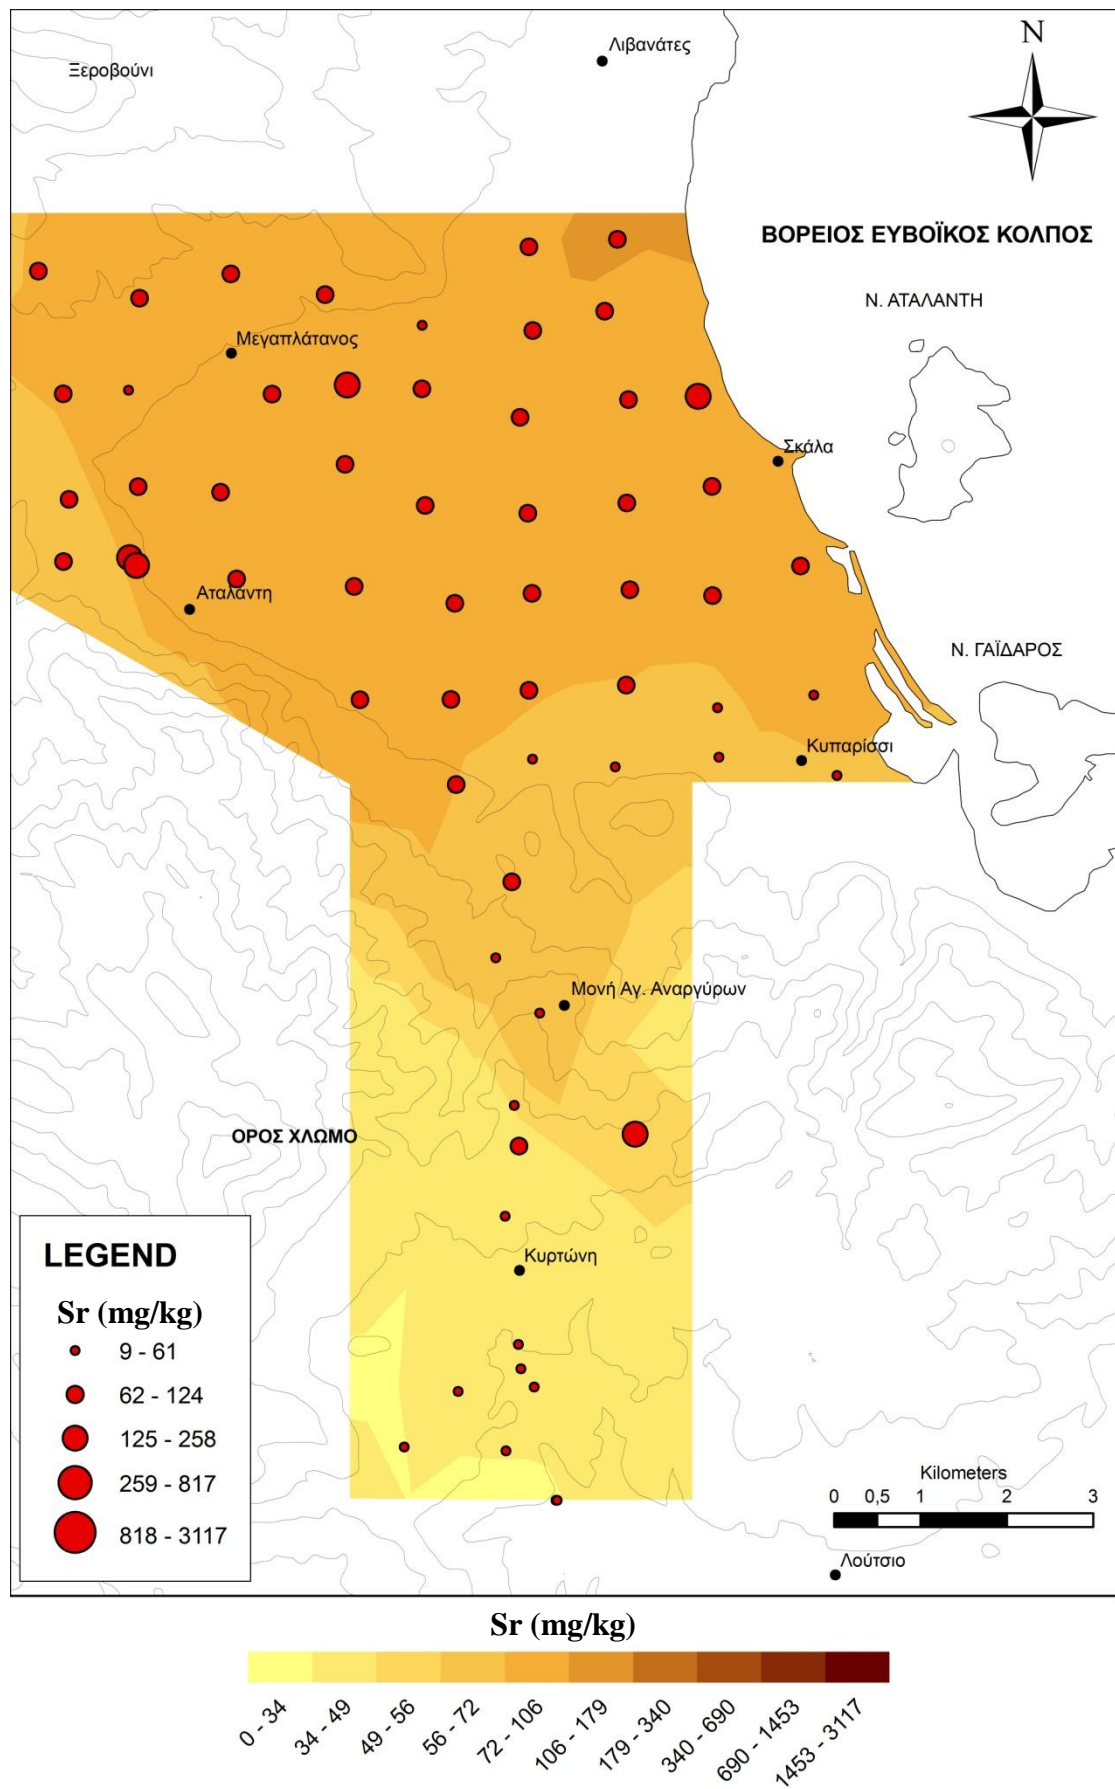 Λιβανάτες
Ξεροβούνι
N
ΒΟΡΕΙΟΣ ΕΥΒΟΪΚΟΣ ΚΟΛΠΟΣ
Ν. ΑΤΑΛΑΝΤΗ
Μεγαπλάτανος
Σκάλα
Αταλάντη
Ν. ΓΑΪΔΑΡΟΣ
Κυπαρίσσι
Μονή Αγ. Αναργύρων
ΟΡΟΣ ΧΛΩΜΟ
Κυρτώνη
LEGEND
Sr (mg/kg)
9 - 61
62 - 124
125 - 258
259 - 817
818 - 3117
Kilometers
0 0,5 1 2 3
Λούτσιο
Sr (mg/kg)
0 - 34
34 - 49
49 - 56
56 - 72
72 - 106
106 - 179
179 - 340
340 - 690
690 - 1453
1453 - 3117